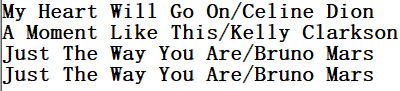 My Heart Will Go On/Celine Dion
A Moment Like This/Kelly Clarkson
Just The Way You Are/Bruno Mars
Just The Way You Are/Bruno Mars